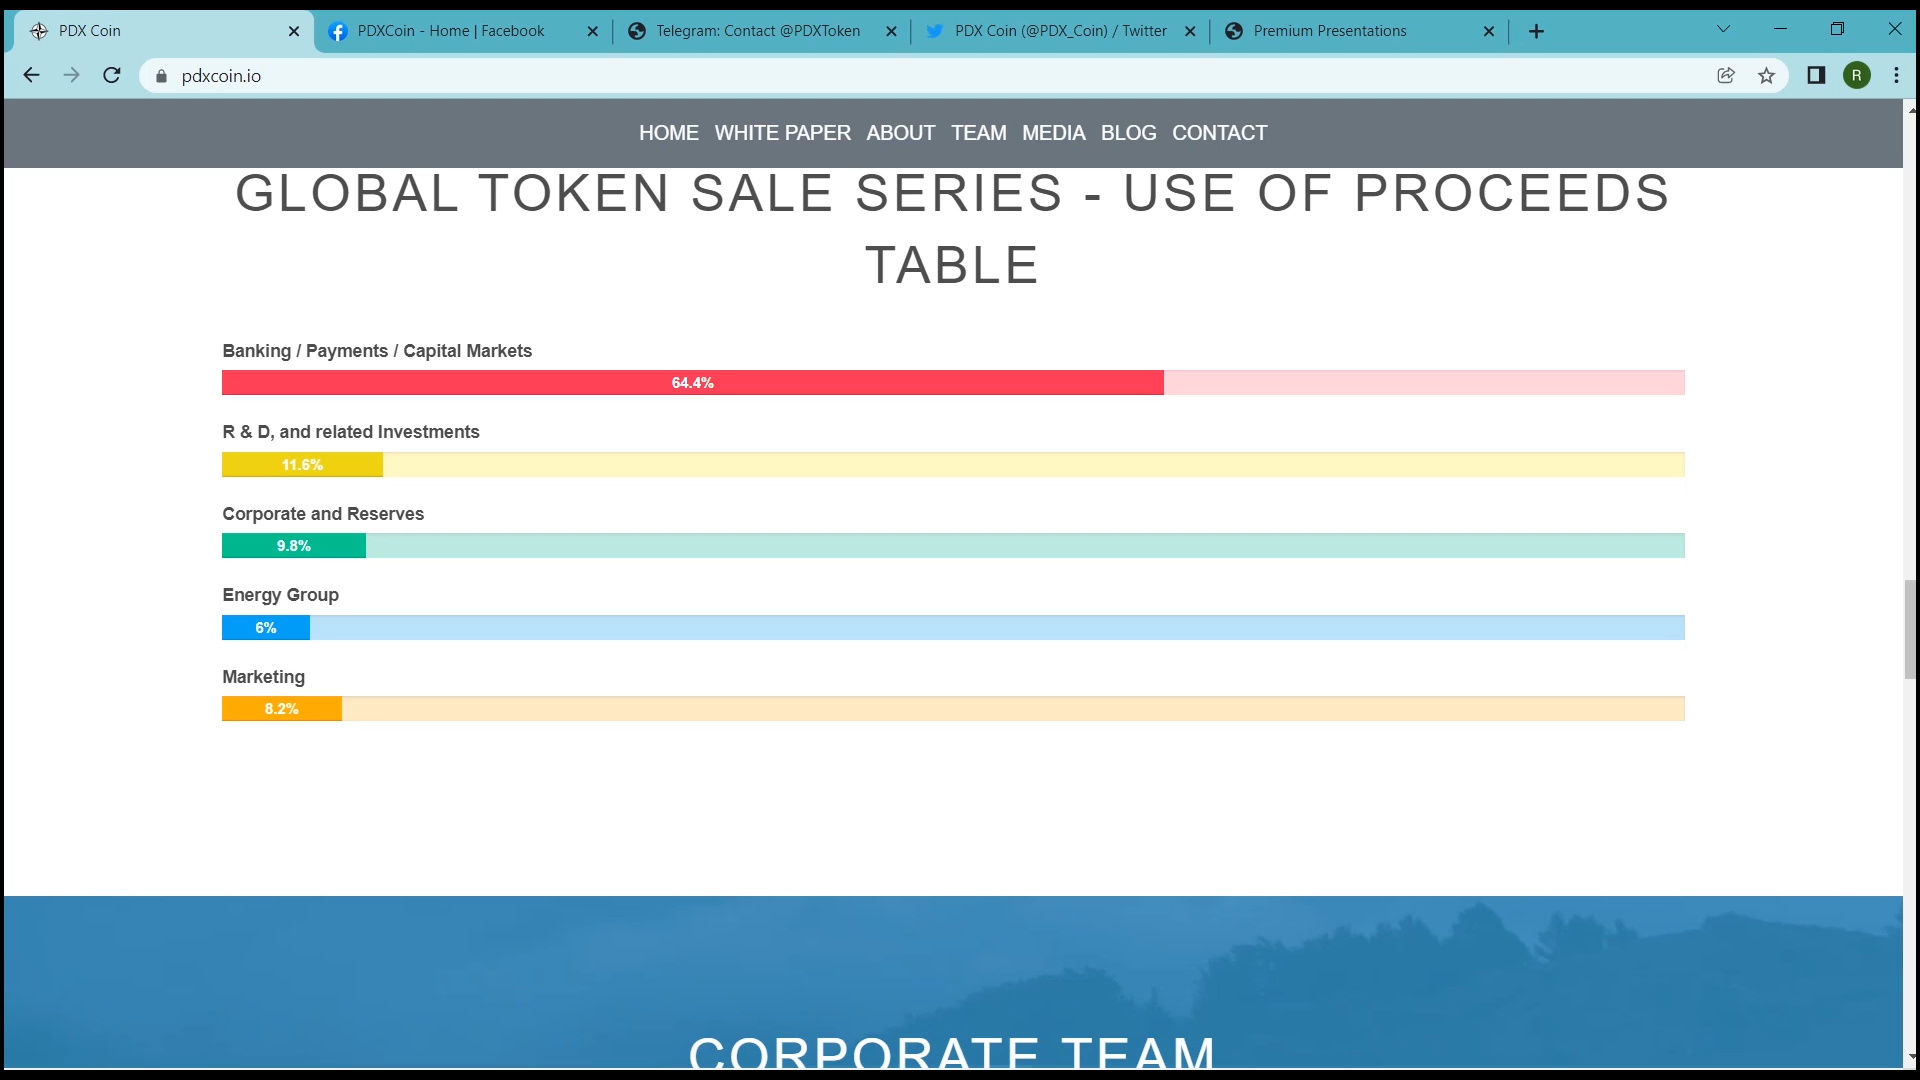 PDX Coin
PDXCoin - Home | Facebook
Telegram: Contact @PDXToken
PDX Coin (@PDX_Coin) / Twitter
Premium Presentations
pdxcoin.io
R
HOME WHITE PAPER ABOUT TEAM MEDIA BLOG CONTACT
GLOBAL TOKEN SALE SERIES - USE OF PROCEEDS
TABLE
Banking / Payments / Capital Markets
64.4%
R & D, and related Investments
11.6%
Corporate and Reserves
9.8%
Energy Group
6%
Marketing
8.2%
CORPORATE TEAM